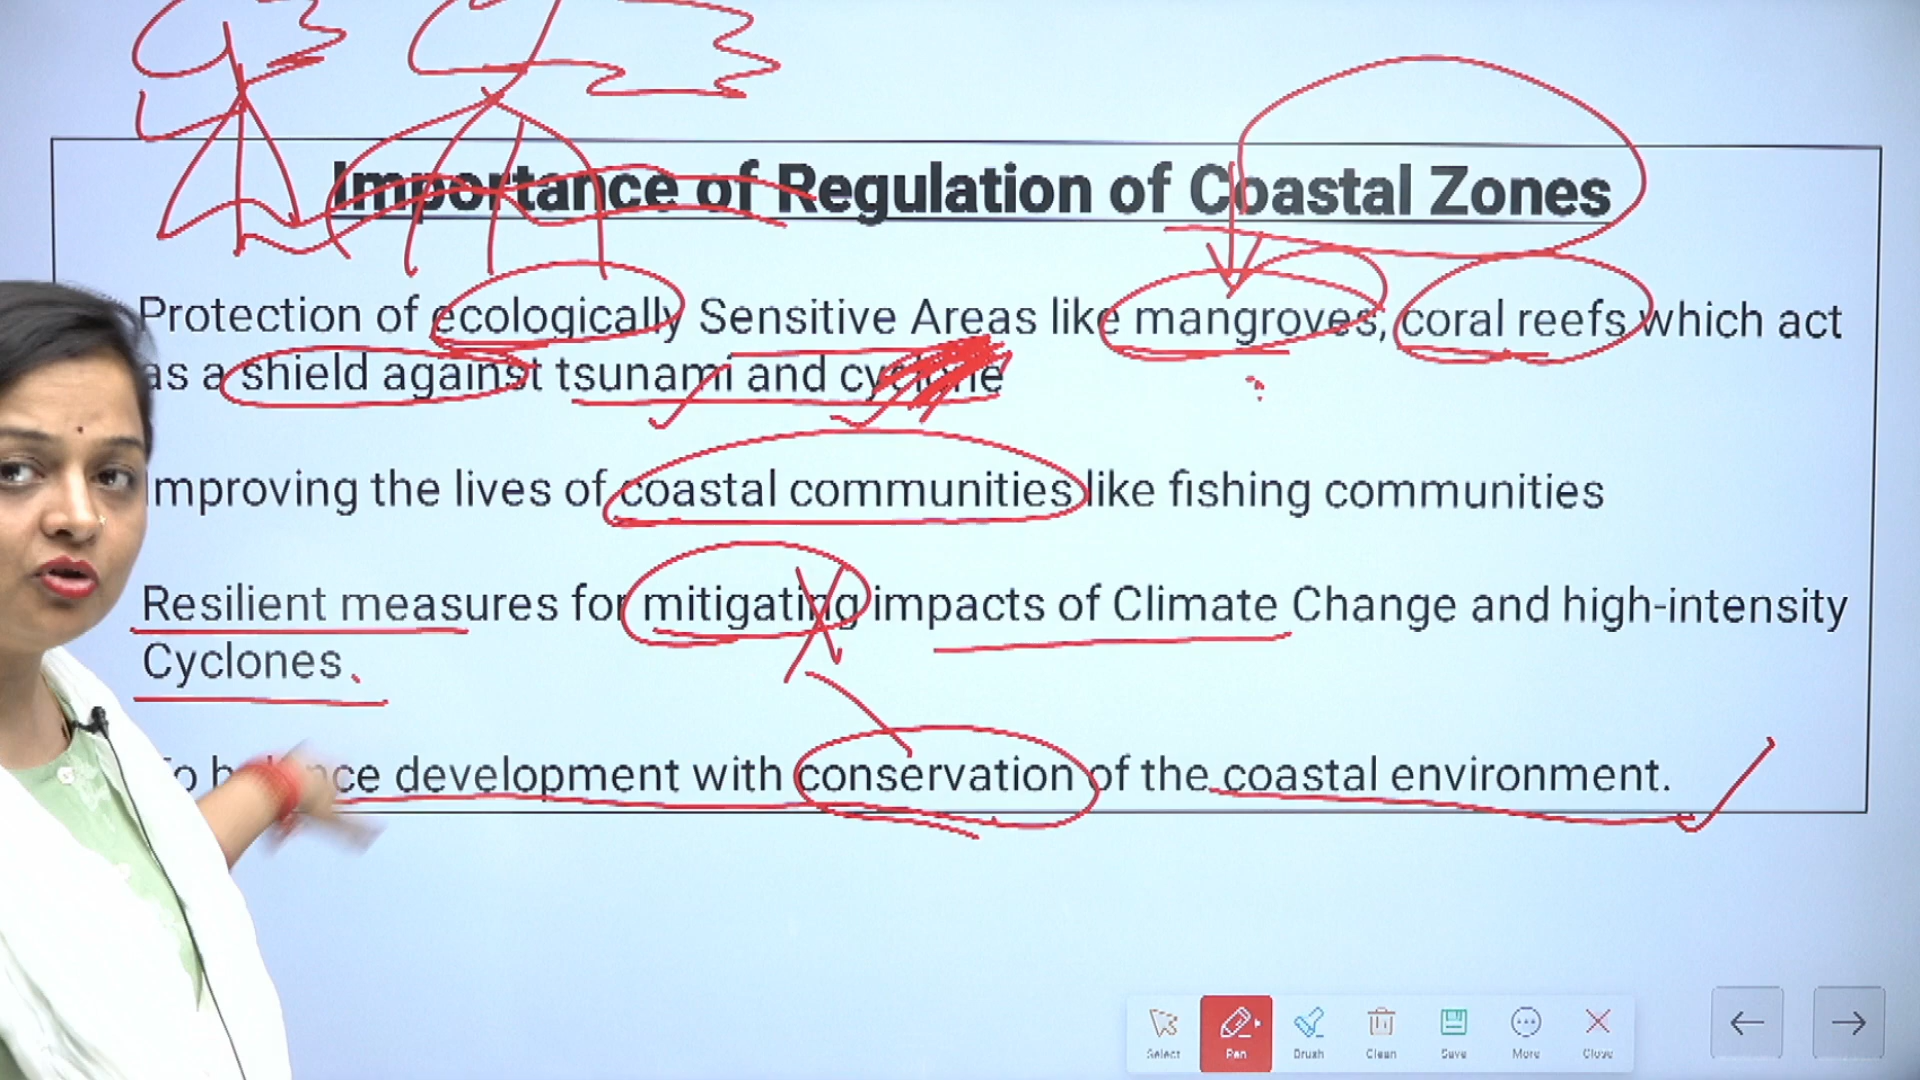 Importance of Regulation of Coastal Zones
Protection of ecologically Sensitive Areas like mangroves, coral reefs which act
as a shield against tsunami and cyclone
Improving the lives of coastal communities like fishing communities
Resilient measures for mitigating impacts of Climate Change and high-intensity
Cyclones.
To balance development with conservation of the coastal environment.
Select Pen Brush Clean Save More Close